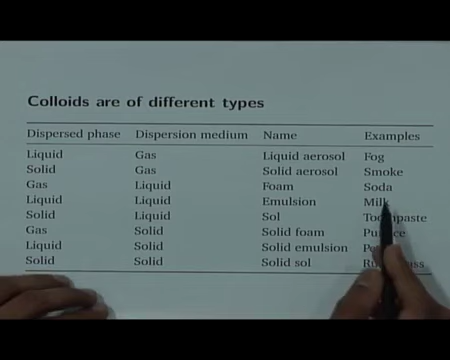 Colloids are of different types
Dispersed phase Dispersion medium Name Examples
Liquid Gas Liquid aerosol Fog
Solid Gas Solid aerosol Smoke
Gas Liquid Foam Soda
Liquid Liquid Emulsion Milk
Solid Liquid Sol Toothpaste
Gas Solid Solid foam
Liquid Solid Solid emulsion
Solid Solid Solid sol